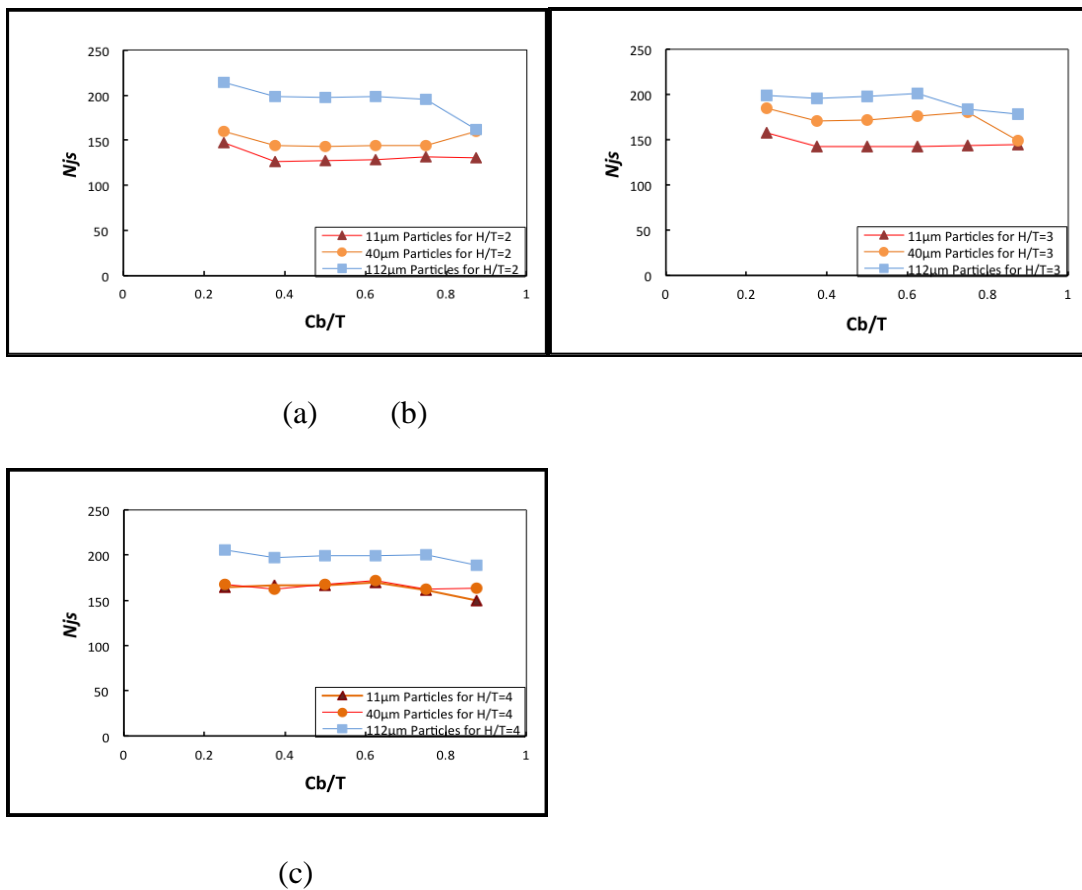 250
200
150
100
50
0
Njs
11µm Particles for H/T=2
40µm Particles for H/T=2
112µm Particles for H/T=2
0 0.2 0.4 0.6 0.8 1
Cb/T
250
200
150
100
50
0
Njs
11µm Particles for H/T=3
40µm Particles for H/T=3
112µm Particles for H/T=3
0 0.2 0.4 0.6 0.8 1
Cb/T
(a) (b)
250
200
150
100
50
0
Njs
11µm Particles for H/T=4
40µm Particles for H/T=4
112µm Particles for H/T=4
0 0.2 0.4 0.6 0.8 1
Cb/T
(c)